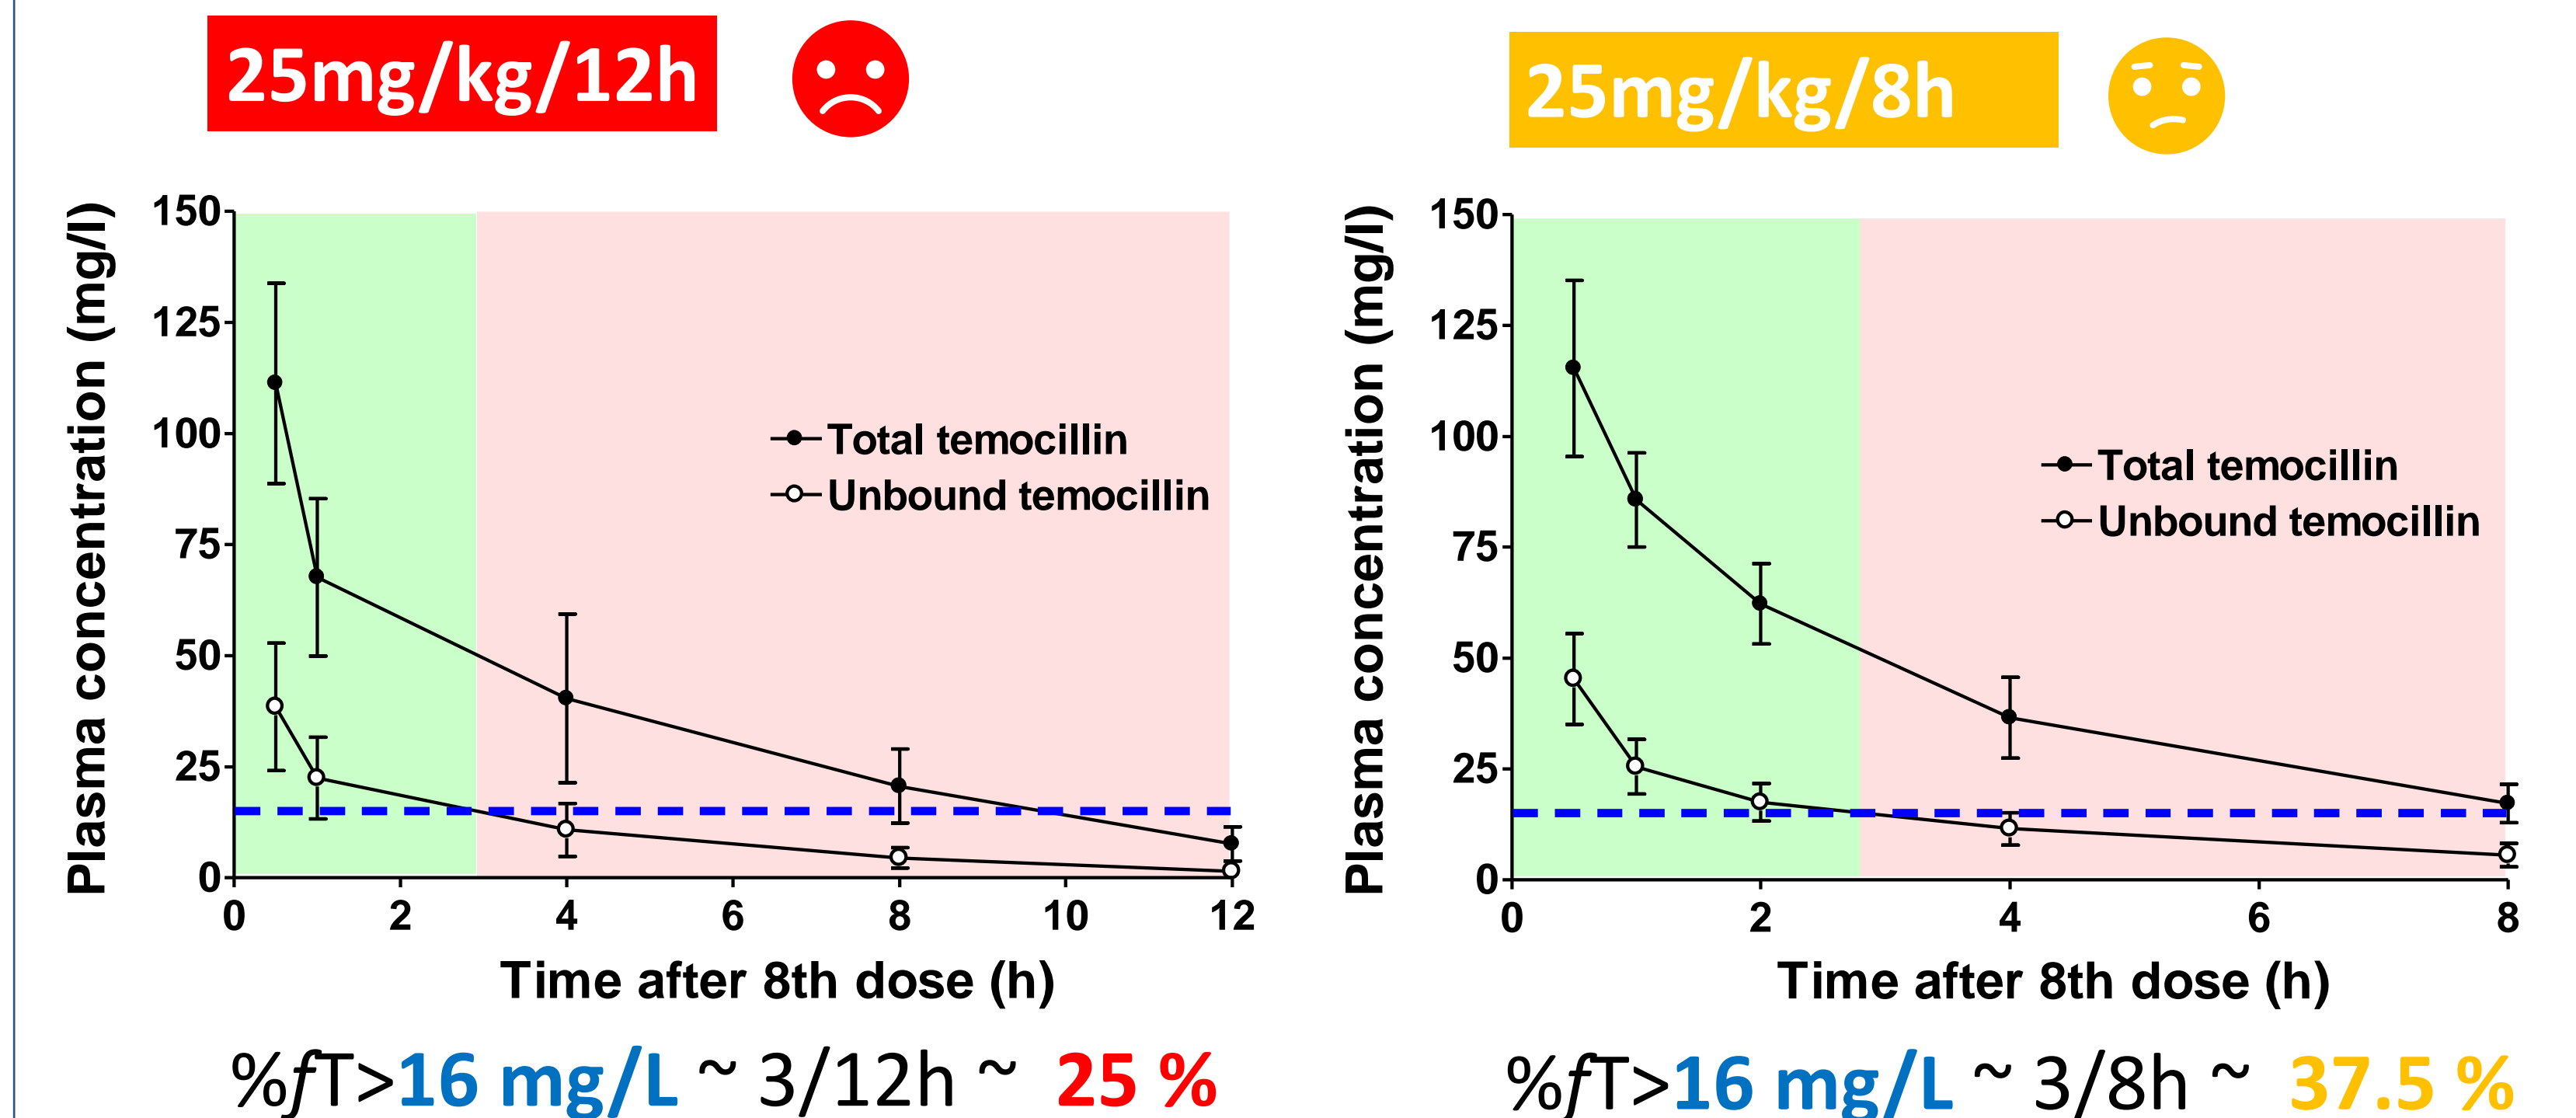 25mg/kg/12h
Plasma concentration (mg/l)
150
125
100
75
50
25
0
Total temocillin
Unbound temocillin
0 2 4 6 8 10 12
Time after 8th dose (h)
%fT>16 mg/L ~ 3/12h ~ 25 %
25mg/kg/8h
Plasma concentration (mg/l)
150
125
100
75
50
25
0
Total temocillin
Unbound temocillin
0 2 4 6 8
Time after 8th dose (h)
%fT>16 mg/L ~ 3/8h ~ 37.5 %